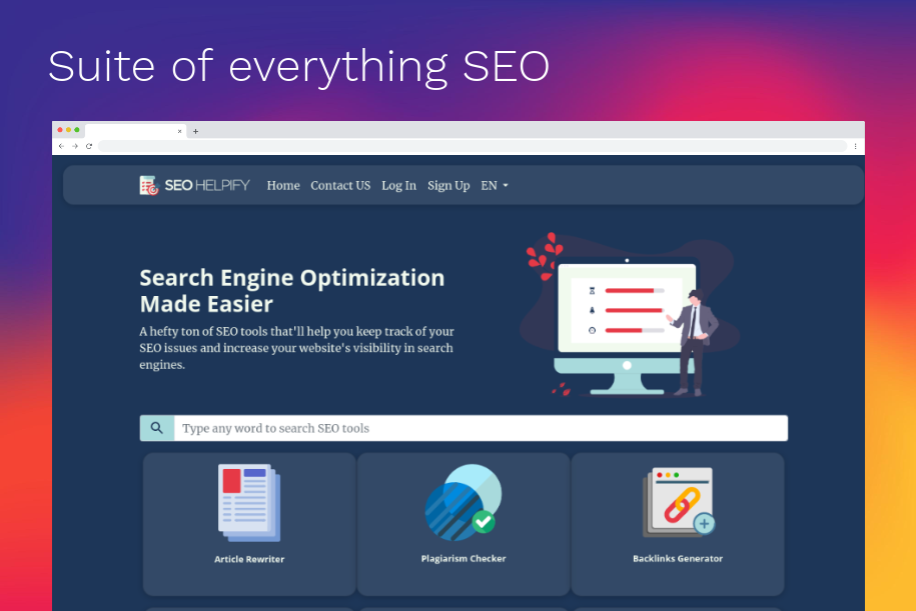 Suite of everything SEO
SEO HELPIFY Home Contact US Log In Sign Up EN
Search Engine Optimization
Made Easier
A hefty ton of SEO tools that'll help you keep track of your
SEO issues and increase your website's visibility in search
engines.
Type any word to search SEO tools
Article Rewriter Plagiarism Checker Backlinks Generator